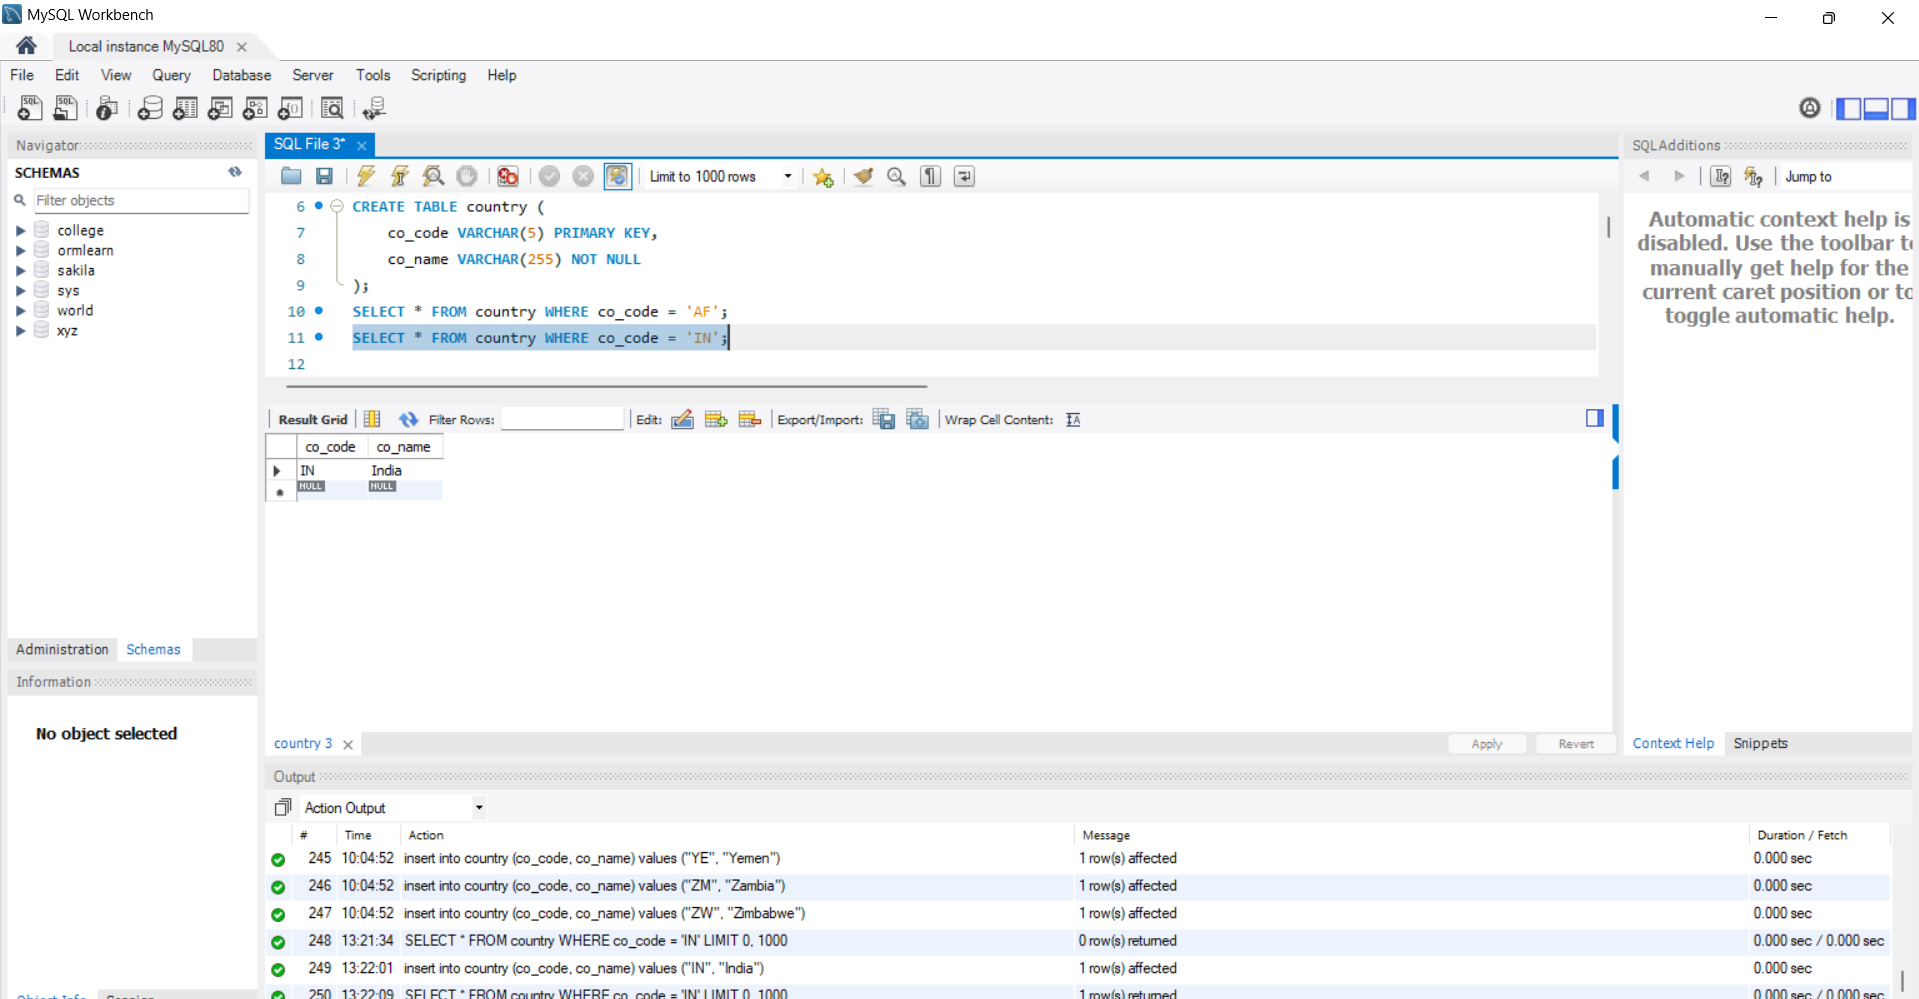 MySQL Workbench
Local instance MySQL80
File Edit View Query Database Server Tools Scripting Help
Navigator
SCHEMAS
Filter objects
college
ormlearn
sakila
sys
world
xyz
Administration Schemas
Information
No object selected
SQL File 3*
Limit to 1000 rows
6 CREATE TABLE country (
7 co_code VARCHAR(5) PRIMARY KEY,
8 co_name VARCHAR(255) NOT NULL
9 );
10 SELECT * FROM country WHERE co_code = 'AF';
11 SELECT * FROM country WHERE co_code = 'IN';
12
Result Grid Filter Rows: Edit: Export/Import: Wrap Cell Content:
co_code co_name
IN India
NULL NULL
country 3 Apply Revert
SQLAdditions
Jump to
Automatic context help is
disabled. Use the toolbar
manually get help for the
current caret position or to
toggle automatic help.
Context Help Snippets
Output
Action Output
# Time Action Message Duration / Fetch
245 10:04:52 insert into country (co_code, co_name) values ("YE", "Yemen") 1 row(s) affected 0.000 sec
246 10:04:52 insert into country (co_code, co_name) values ("ZM", "Zambia") 1 row(s) affected 0.000 sec
247 10:04:52 insert into country (co_code, co_name) values ("ZW", "Zimbabwe") 1 row(s) affected 0.000 sec
248 13:21:34 SELECT * FROM country WHERE co_code = 'IN' LIMIT 0, 1000 0 row(s) returned 0.000 sec / 0.000 sec
249 13:22:01 insert into country (co_code, co_name) values ("IN", "India") 1 row(s) affected 0.000 sec
250 13:22:09 SELECT * FROM country WHERE co_code = 'IN' LIMIT 0, 1000 1 row(s) returned 0.000 sec / 0.000 sec
Object Info Session